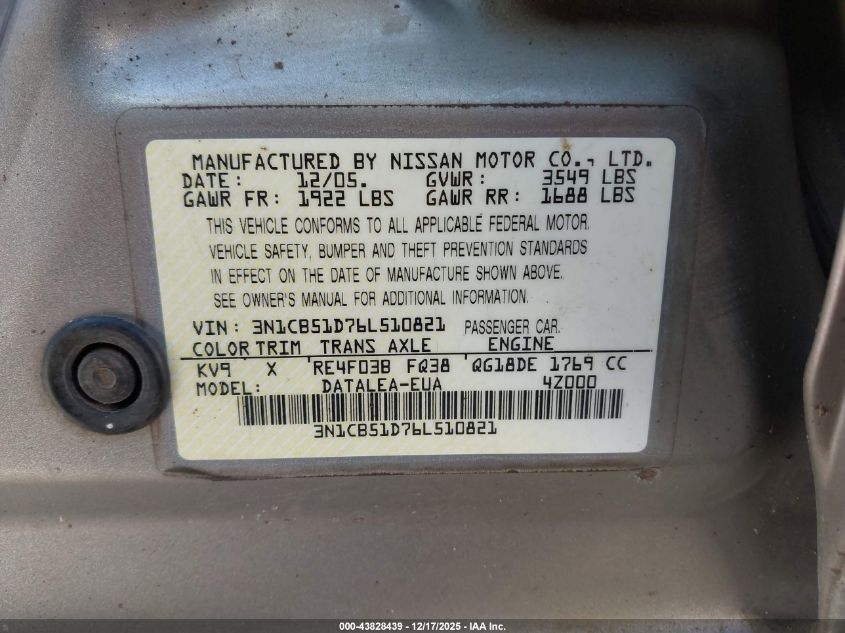 MANUFACTURED BY NISSAN MOTOR CO., LTD.
DATE: 12/05. GVWR: 3549 LBS
GAWR FR: 1922 LBS GAWR RR: 1688 LBS
THIS VEHICLE CONFORMS TO ALL APPLICABLE FEDERAL MOTOR
VEHICLE SAFETY, BUMPER AND THEFT PREVENTION STANDARDS
IN EFFECT ON THE DATE OF MANUFACTURE SHOWN ABOVE.
SEE OWNER'S MANUAL FOR ADDITIONAL INFORMATION.
VIN: 3N1CB51D76L510821 PASSENGER CAR.
COLOR TRIM TRANS AXLE ENGINE
KV9 X RE4F03B FQ38 QG18DE 1769 CC
MODEL: DATALEA-EUA 4Z000
3N1CB51D76L510821
000-43828439 - 12/17/2025 - IAA Inc.